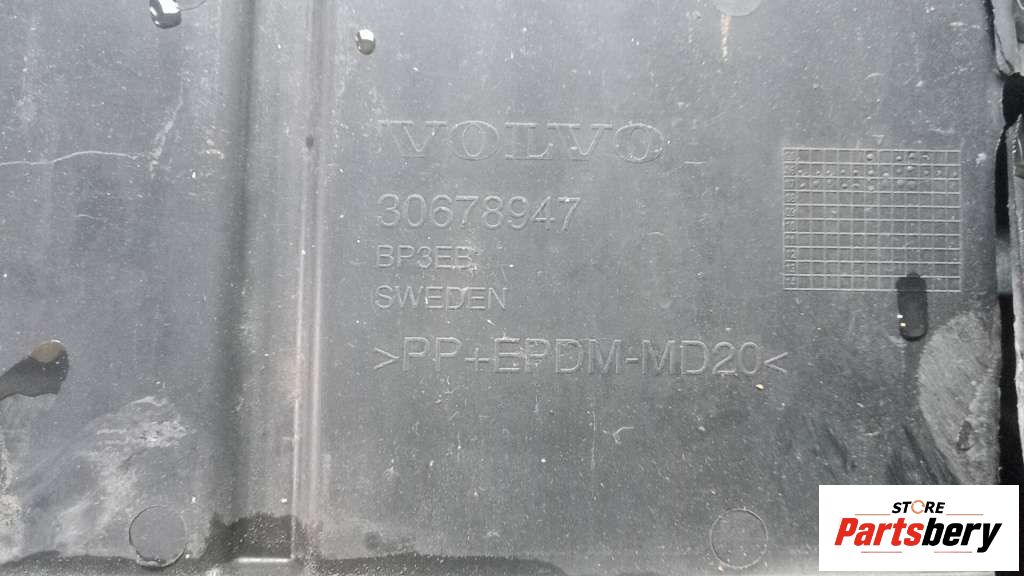 VOLVO
30678947
BP3EB
SWEDEN
>PP+EPDM-MD20<
STORE
Partsbery